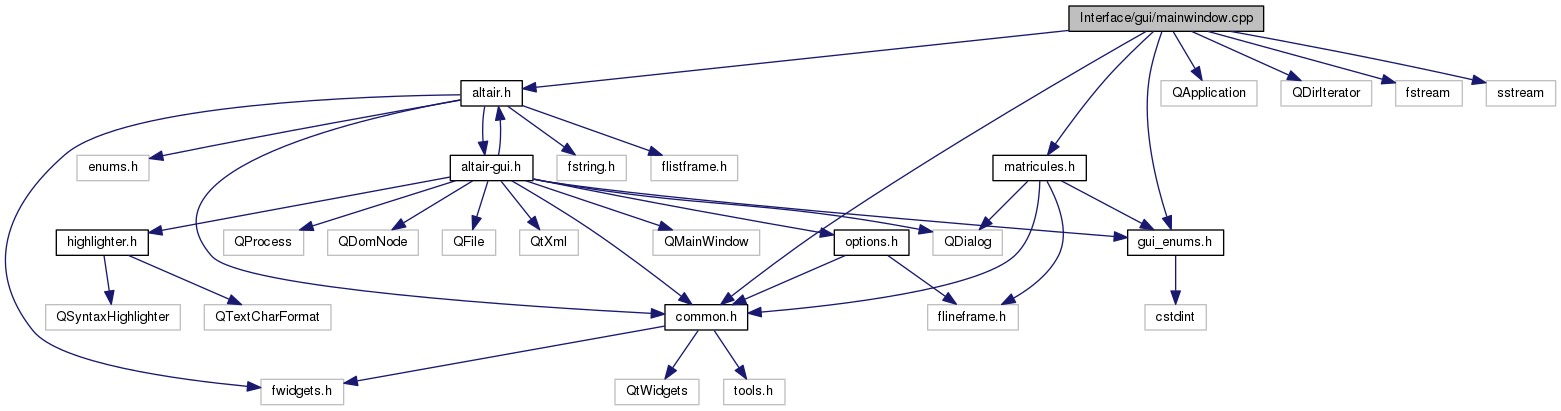 Interface/gui/mainwindow.cpp
altair.h
QApplication
QDirIterator
fstream
sstream
enums.h
altair-gui.h
fstring.h
flistframe.h
matricules.h
highlighter.h
QProcess
QDomNode
QFile
QtXml
QMainWindow
options.h
QDialog
gui_enums.h
QSyntaxHighlighter
QTextCharFormat
common.h
flineframe.h
cstdint
fwidgets.h
QtWidgets
tools.h